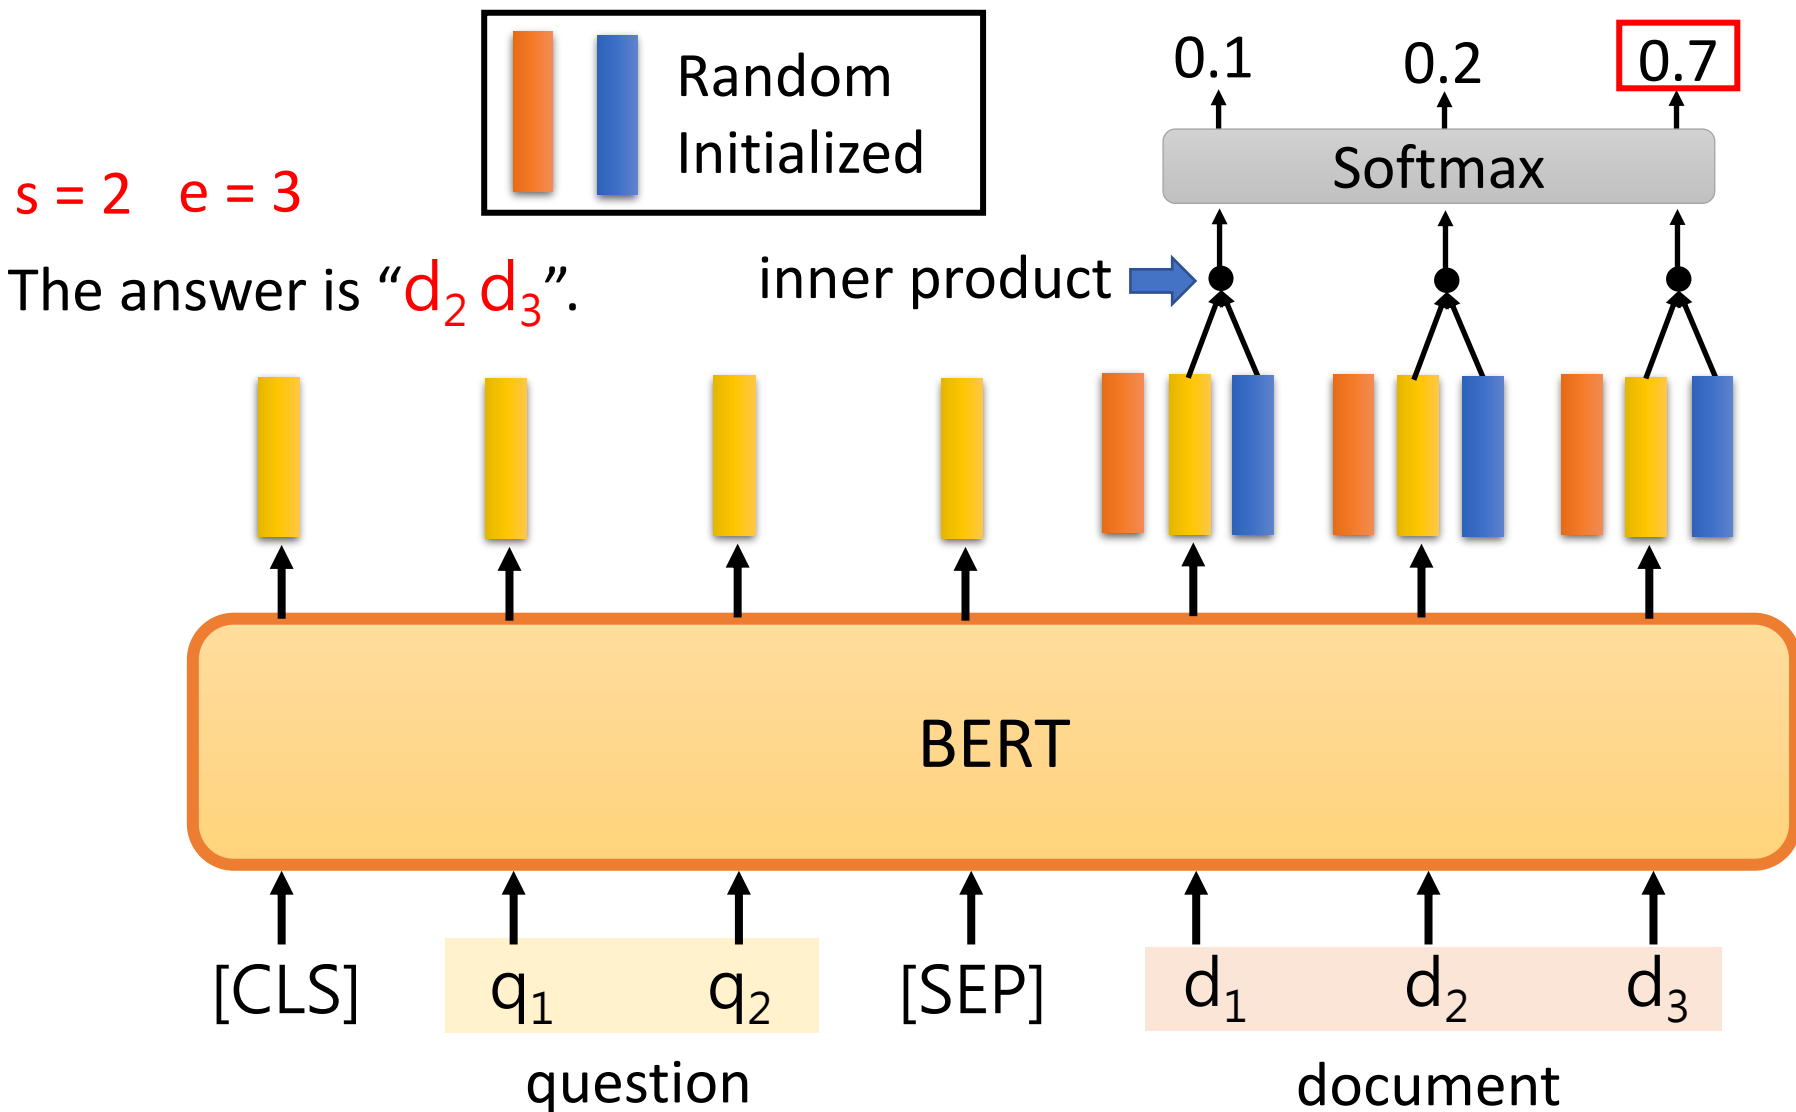 Random
Initialized
0.1 0.2 0.7
Softmax
s = 2 e = 3
The answer is “d₂ d₃”.
inner product
BERT
[CLS] q₁ q₂ [SEP] d₁ d₂ d₃
question document